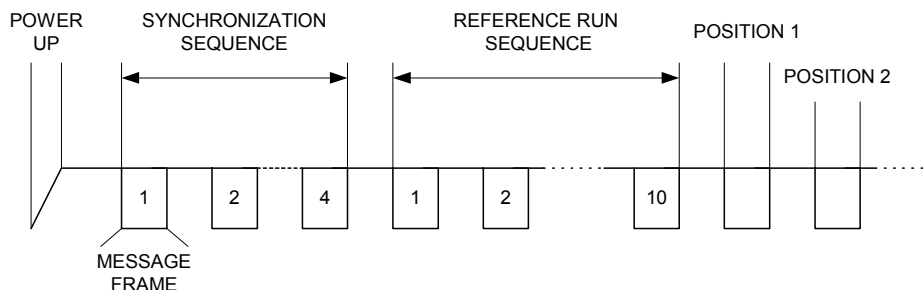 POWER
UP
SYNCHRONIZATION
SEQUENCE
REFERENCE RUN
SEQUENCE
POSITION 1
POSITION 2
1
2
4
1
2
10
MESSAGE
FRAME